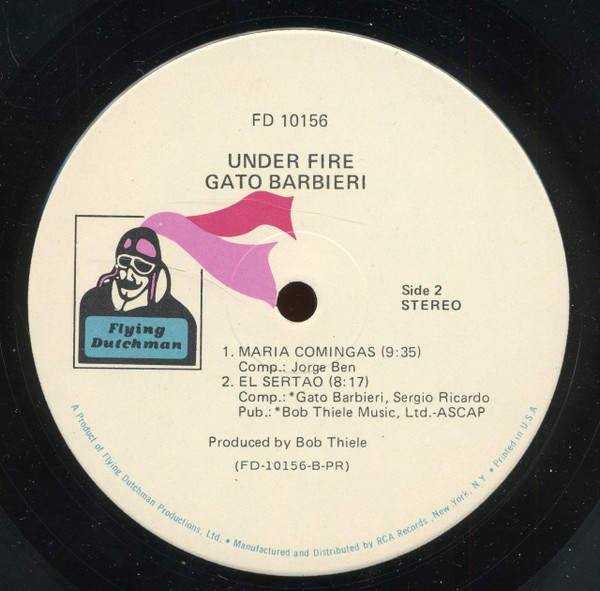 FD 10156
UNDER FIRE
GATO BARBIERI
Side 2
STEREO
Flying
Dutchman
1. MARIA COMINGAS (9:35)
Comp.: Jorge Ben
2. EL SERTAO (8:17)
Comp.:*Gato Barbieri, Sergio Ricardo
Pub.:*Bob Thiele Music, Ltd.-ASCAP
Produced by Bob Thiele
(FD-10156-B-PR)
A Product of Flying Dutchman Productions, Ltd. • Manufactured and Distributed by RCA Records, New York, N.Y. • Printed in U.S.A